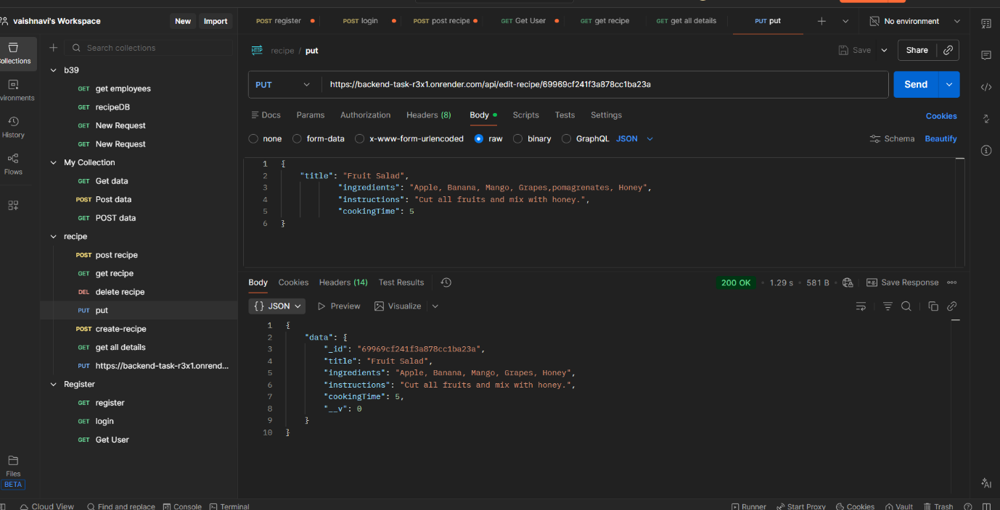 vaishnavi's Workspace New Import
POST register POST login POST post recipe GET Get User GET get recipe GET get all details PUT put No environment
Collections
Environments
History
Flows
Files
BETA
Search collections
b39
GET get employees
GET recipeDB
GET New Request
GET New Request
My Collection
GET Get data
POST Post data
GET POST data
recipe
POST post recipe
GET get recipe
DEL delete recipe
PUT put
POST create-recipe
GET get all details
PUT https://backend-task-r3x1.onrend...
Register
GET register
GET login
GET Get User
HTTP recipe / put Save Share
PUT https://backend-task-r3x1.onrender.com/api/edit-recipe/69969cf241f3a878cc1ba23a Send
Docs Params Authorization Headers (8) Body Scripts Tests Settings Cookies
none form-data x-www-form-urlencoded raw binary GraphQL JSON Schema Beautify
1 {
2 "title": "Fruit Salad",
3 "ingredients": "Apple, Banana, Mango, Grapes,pomagrenates, Honey",
4 "instructions": "Cut all fruits and mix with honey.",
5 "cookingTime": 5
6 }
Body Cookies Headers (14) Test Results 200 OK 1.29 s 581 B Save Response
{} JSON Preview Visualize
1 {
2 "data": {
3 "_id": "69969cf241f3a878cc1ba23a",
4 "title": "Fruit Salad",
5 "ingredients": "Apple, Banana, Mango, Grapes, Honey",
6 "instructions": "Cut all fruits and mix with honey.",
7 "cookingTime": 5,
8 "__v": 0
9 }
10 }
AI
Cloud View Find and replace Console Terminal Runner Start Proxy Cookies Vault Trash